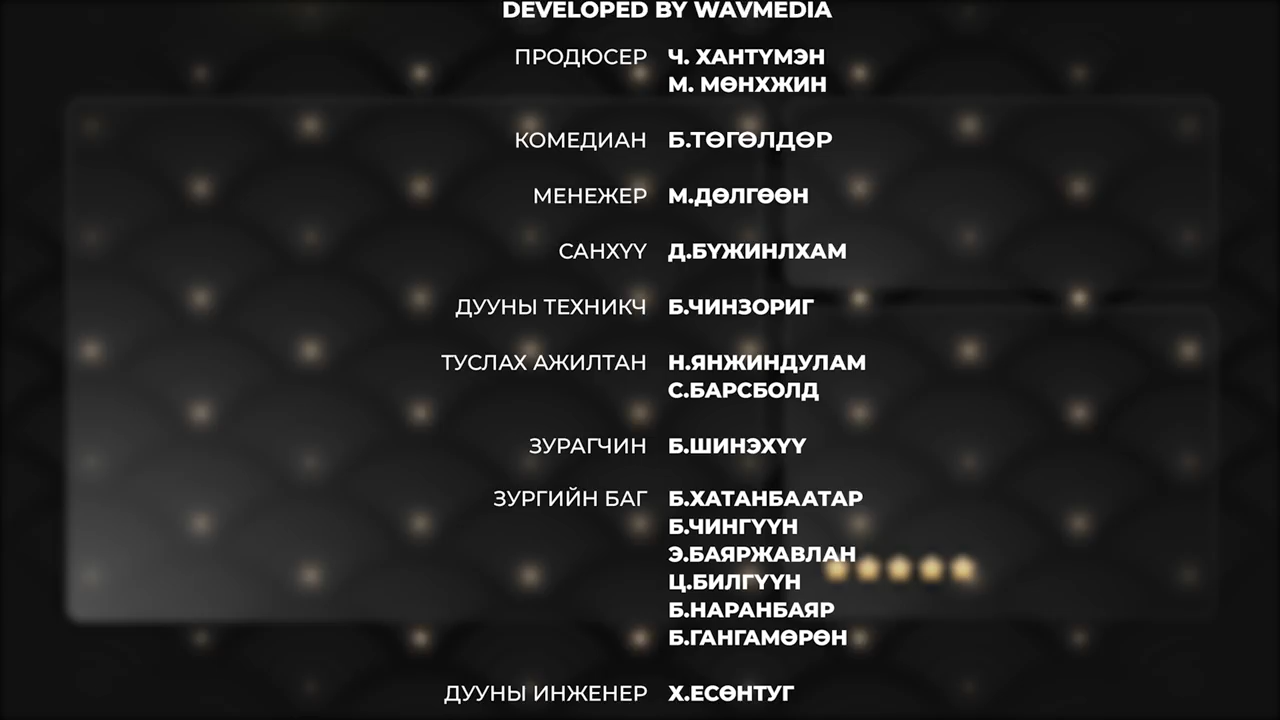 DEVELOPED BY WAVMEDIA
ПРОДЮСЕР Ч. ХАНТҮМЭН
М. МӨНХЖИН
КОМЕДИАН Б.ТӨГӨЛДӨР
МЕНЕЖЕР М.ДӨЛГӨӨН
САНХҮҮ Д.БҮЖИНЛХАМ
ДУУНЫ ТЕХНИКЧ Б.ЧИНЗОРИГ
ТУСЛАХ АЖИЛТАН Н.ЯНЖИНДУЛАМ
С.БАРСБОЛД
ЗУРАГЧИН Б.ШИНЭХҮҮ
ЗУРГИЙН БАГ Б.ХАТАНБААТАР
Б.ЧИНГҮҮН
Э.БАЯРЖАВЛАН
Ц.БИЛГҮҮН
Б.НАРАНБАЯР
Б.ГАНГАМӨРӨН
ДУУНЫ ИНЖЕНЕР Х.ЕСӨНТУГ